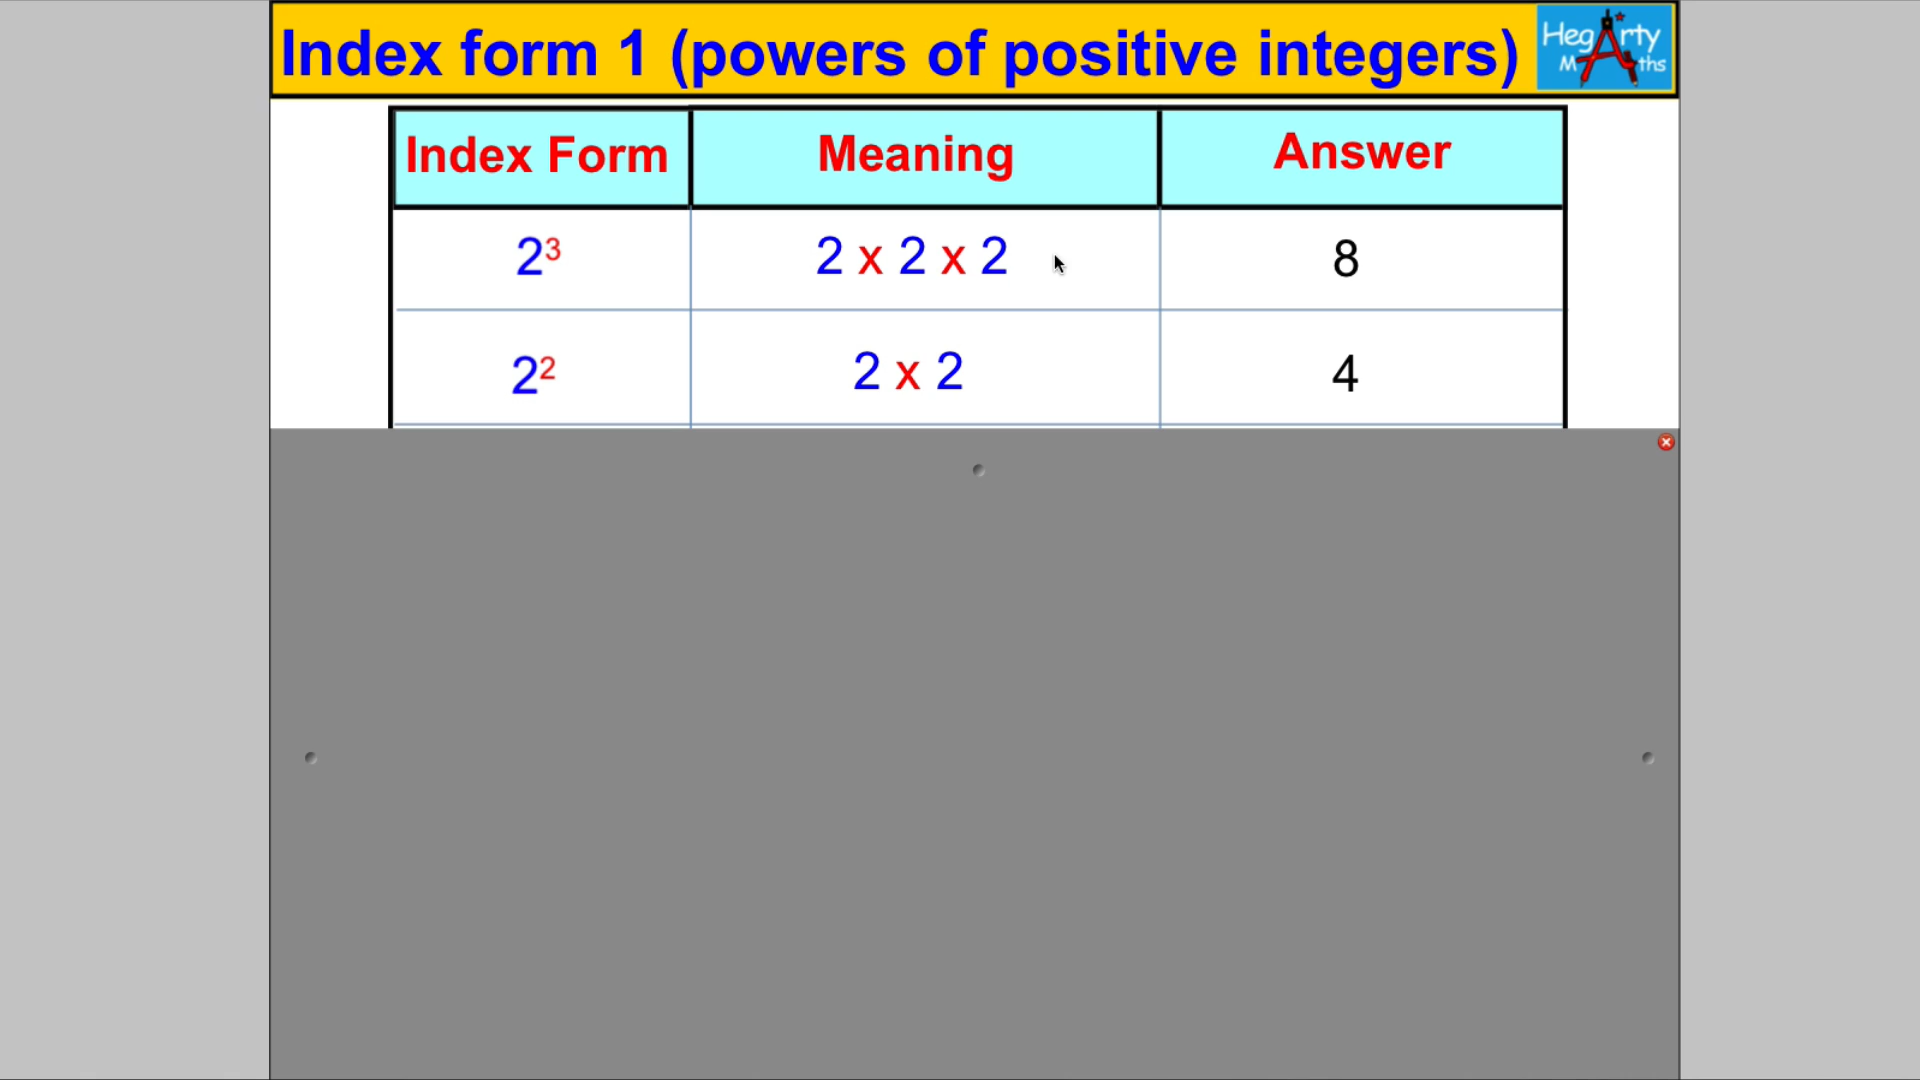 Index form 1 (powers of positive integers)
HegArty
Mths
Index Form Meaning Answer
2³ 2 x 2 x 2 8
2² 2 x 2 4